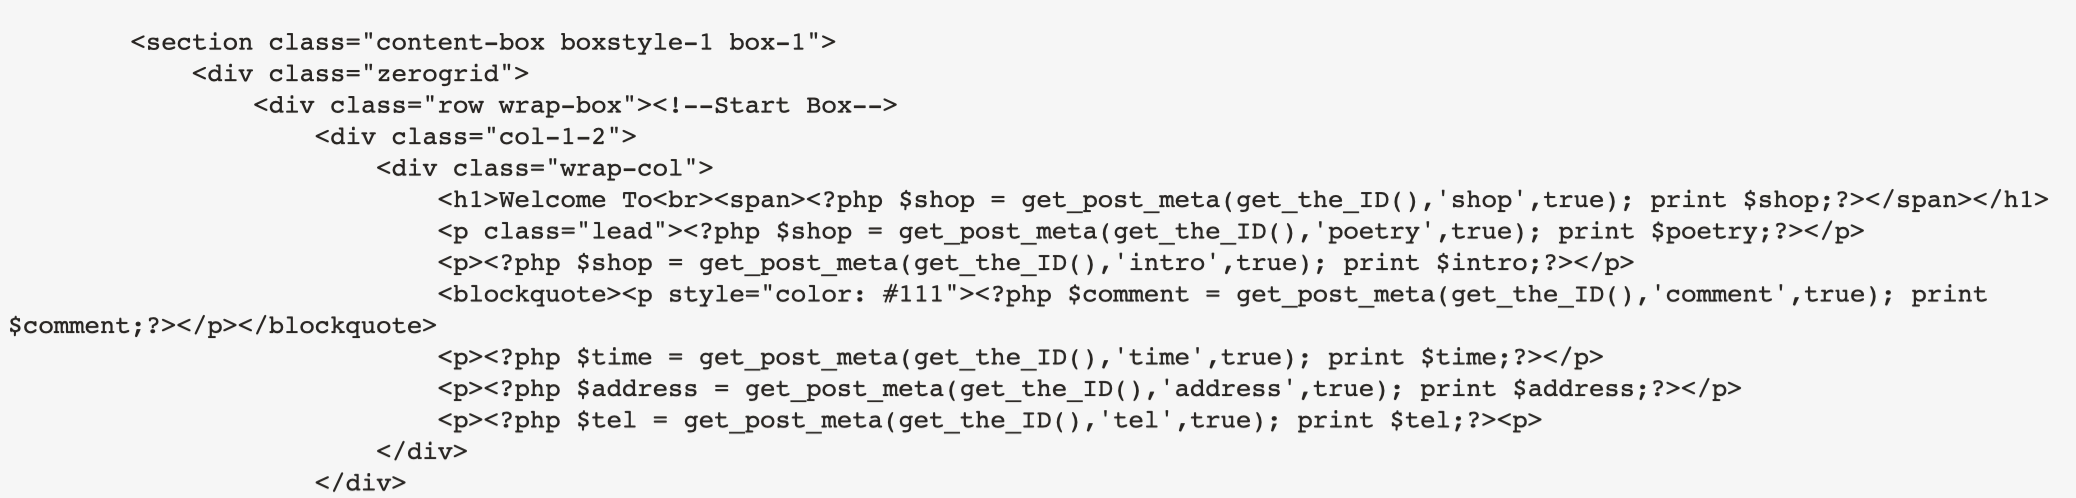 <section class="content-box boxstyle-1 box-1">
<div class="zerogrid">
<div class="row wrap-box"><!--Start Box-->
<div class="col-1-2">
<div class="wrap-col">
<h1>Welcome To<br><span><?php $shop = get_post_meta(get_the_ID(),'shop',true); print $shop;?></span></h1>
<p class="lead"><?php $shop = get_post_meta(get_the_ID(),'poetry',true); print $poetry;?></p>
<p><?php $shop = get_post_meta(get_the_ID(),'intro',true); print $intro;?></p>
<blockquote><p style="color: #111"><?php $comment = get_post_meta(get_the_ID(),'comment',true); print
$comment;?></p></blockquote>
<p><?php $time = get_post_meta(get_the_ID(),'time',true); print $time;?></p>
<p><?php $address = get_post_meta(get_the_ID(),'address',true); print $address;?></p>
<p><?php $tel = get_post_meta(get_the_ID(),'tel',true); print $tel;?><p>
</div>
</div>